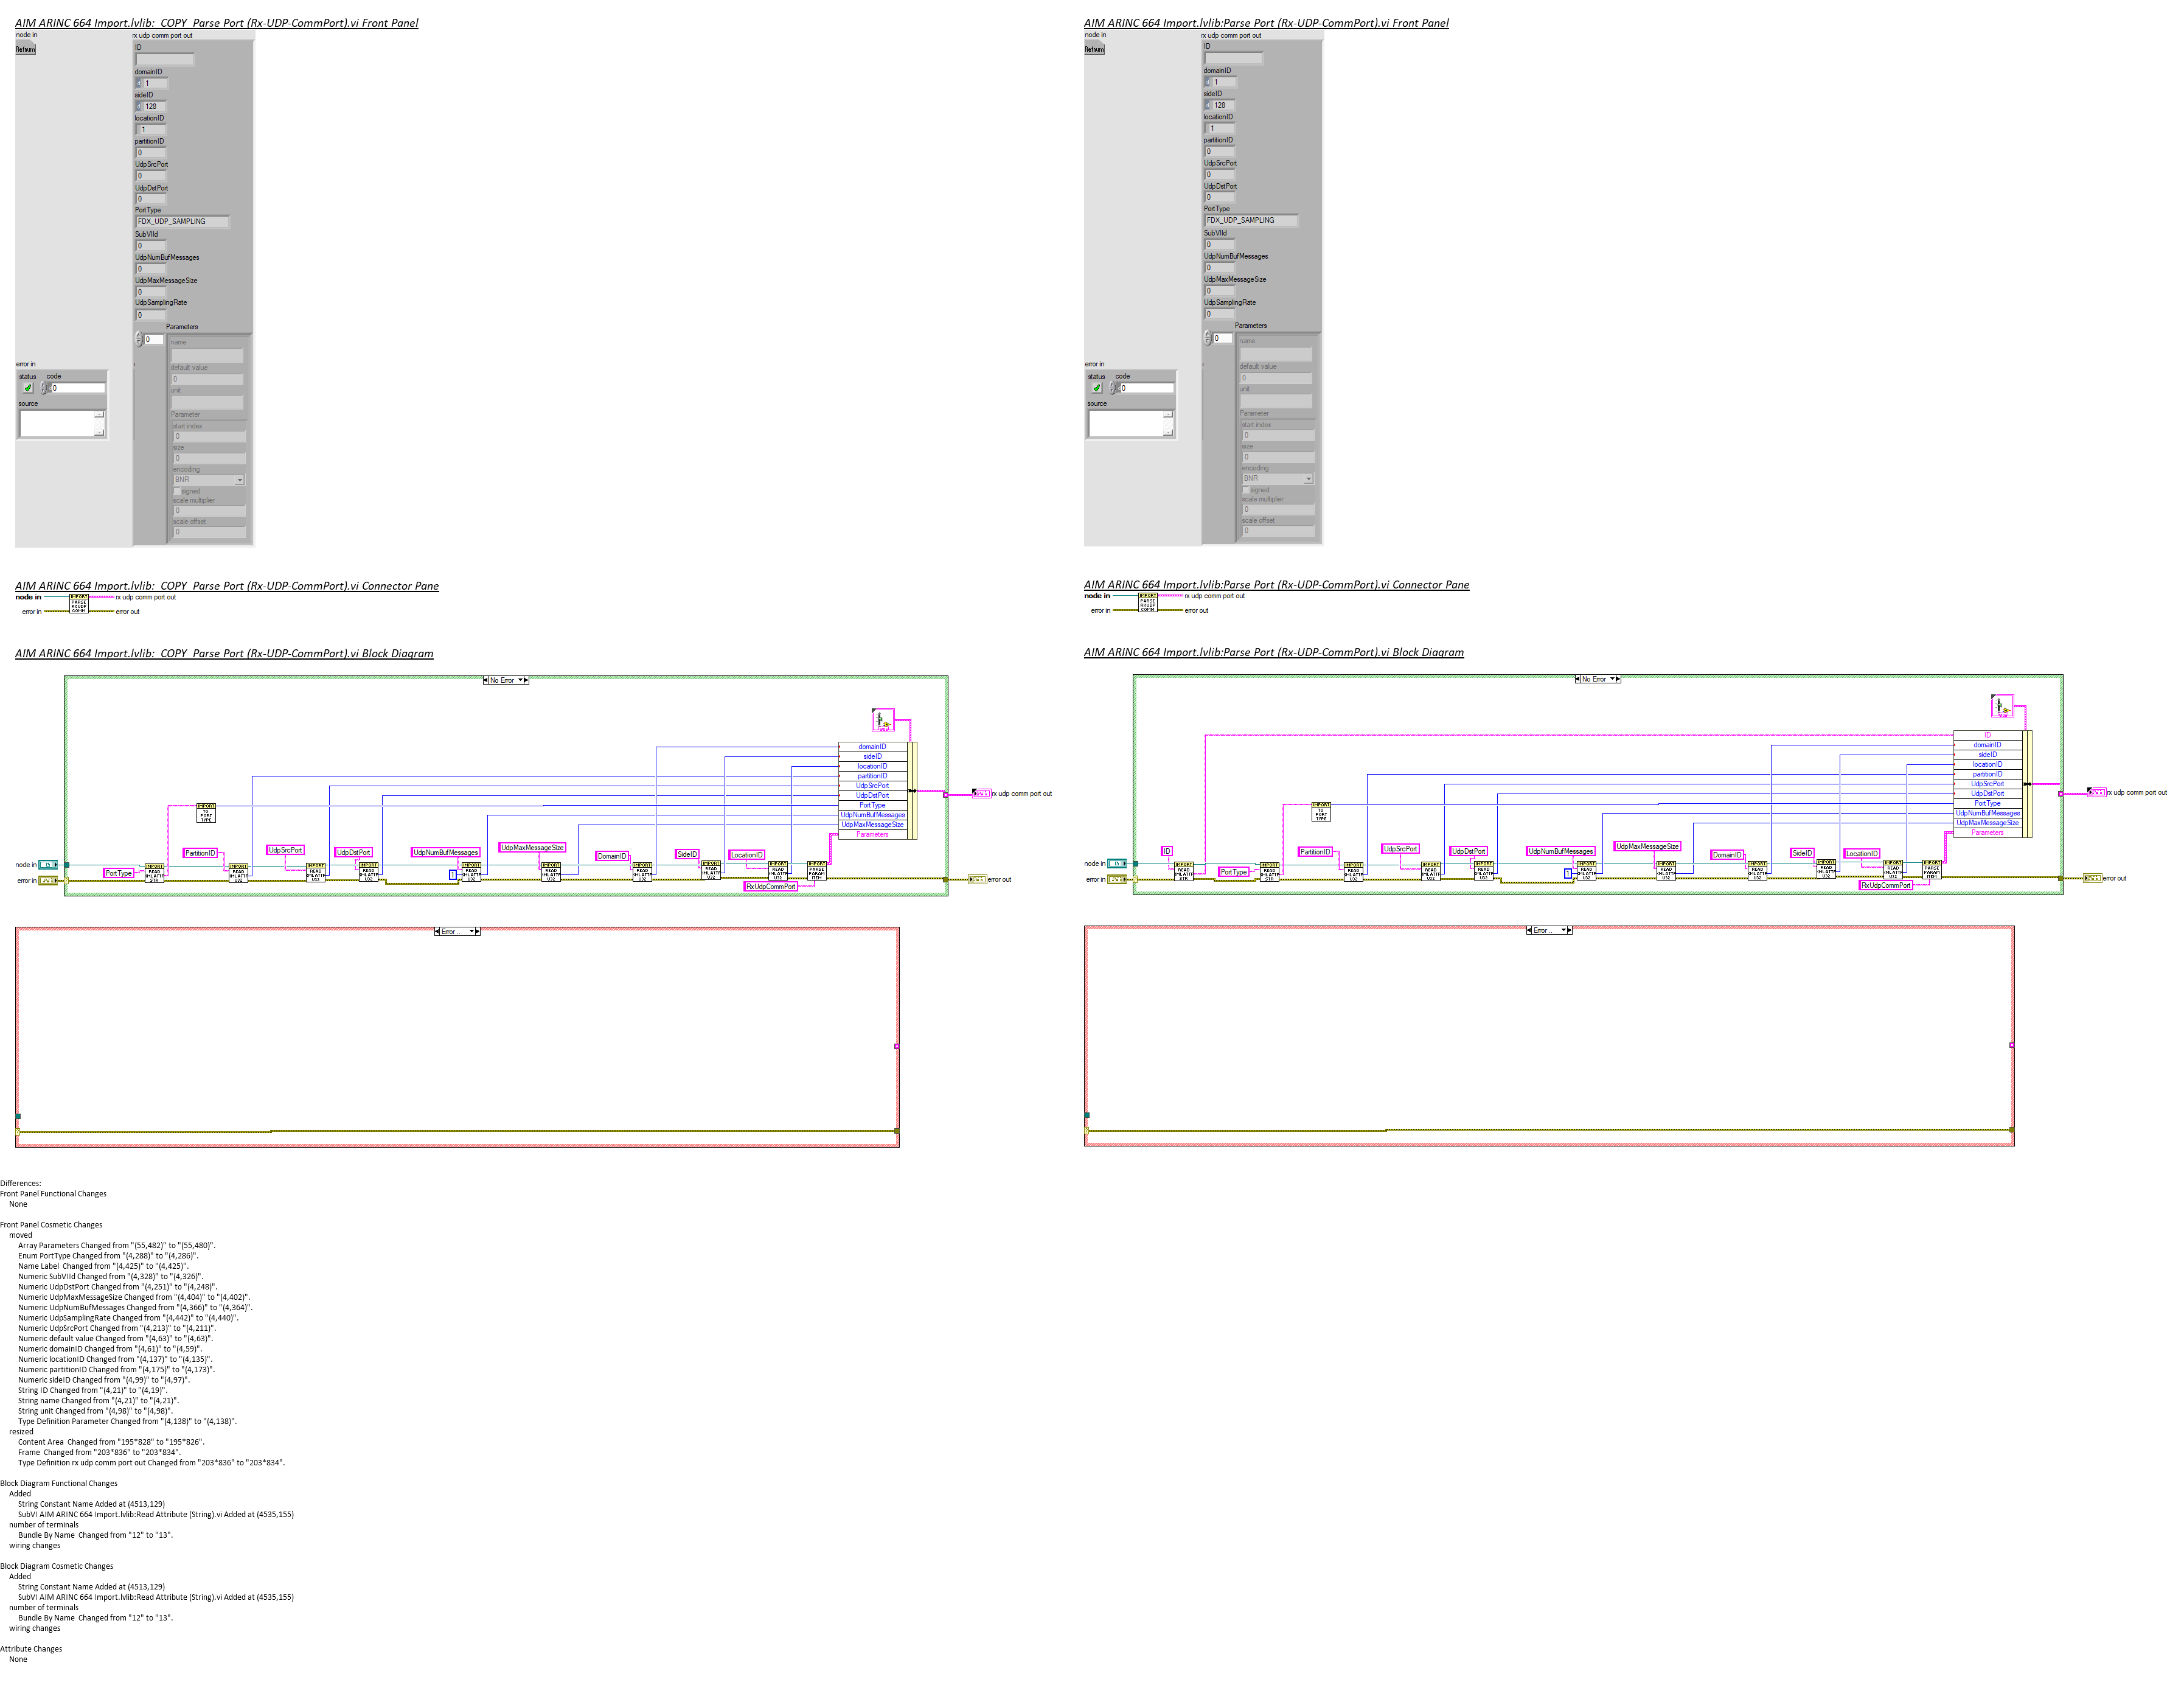 AIM ARINC 664 Import.lvlib:_COPY_Parse Port (Rx-UDP-CommPort).vi Front Panel
node in
Refnum
rx udp comm port out
ID
domainID
1
sideID
128
locationID
1
partitionID
0
UdpSrcPort
0
UdpDstPort
0
PortType
FDX_UDP_SAMPLING
SubVlId
0
UdpNumBufMessages
0
UdpMaxMessageSize
0
UdpSamplingRate
0
Parameters
0
name
default value
0
unit
Parameter
start index
0
size
0
encoding
BNR
signed
scale multiplier
0
scale offset
0
error in
status code
0
source
AIM ARINC 664 Import.lvlib:Parse Port (Rx-UDP-CommPort).vi Front Panel
node in
Refnum
rx udp comm port out
ID
domainID
1
sideID
128
locationID
1
partitionID
0
UdpSrcPort
0
UdpDstPort
0
PortType
FDX_UDP_SAMPLING
SubVlId
0
UdpNumBufMessages
0
UdpMaxMessageSize
0
UdpSamplingRate
0
Parameters
0
name
default value
0
unit
Parameter
start index
0
size
0
encoding
BNR
signed
scale multiplier
0
scale offset
0
error in
status code
0
source
AIM ARINC 664 Import.lvlib:_COPY_Parse Port (Rx-UDP-CommPort).vi Connector Pane
node in
error in
IMPORT
PARSE
RXUDP
COMM
rx udp comm port out
error out
AIM ARINC 664 Import.lvlib:Parse Port (Rx-UDP-CommPort).vi Connector Pane
node in
error in
IMPORT
PARSE
RXUDP
COMM
rx udp comm port out
error out
AIM ARINC 664 Import.lvlib:_COPY_Parse Port (Rx-UDP-CommPort).vi Block Diagram
No Error
domainID
sideID
locationID
partitionID
UdpSrcPort
UdpDstPort
PortType
UdpNumBufMessages
UdpMaxMessageSize
Parameters
rx udp comm port out
IMPORT
TO
PORT
TYPE
PartitionID
UdpSrcPort
UdpDstPort
UdpNumBufMessages
UdpMaxMessageSize
DomainID
SideID
LocationID
node in
PortType
1
error in
RxUdpCommPort
error out
Error ..
AIM ARINC 664 Import.lvlib:Parse Port (Rx-UDP-CommPort).vi Block Diagram
No Error
ID
domainID
sideID
locationID
partitionID
UdpSrcPort
UdpDstPort
PortType
UdpNumBufMessages
UdpMaxMessageSize
Parameters
rx udp comm port out
IMPORT
TO
PORT
TYPE
ID
PartitionID
UdpSrcPort
UdpDstPort
UdpNumBufMessages
UdpMaxMessageSize
DomainID
SideID
LocationID
node in
PortType
1
error in
RxUdpCommPort
error out
Error ..
Differences:
Front Panel Functional Changes
None
Front Panel Cosmetic Changes
moved
Array Parameters Changed from "(55,482)" to "(55,480)".
Enum PortType Changed from "(4,288)" to "(4,286)".
Name Label  Changed from "(4,425)" to "(4,425)".
Numeric SubVlId Changed from "(4,328)" to "(4,326)".
Numeric UdpDstPort Changed from "(4,251)" to "(4,248)".
Numeric UdpMaxMessageSize Changed from "(4,404)" to "(4,402)".
Numeric UdpNumBufMessages Changed from "(4,366)" to "(4,364)".
Numeric UdpSamplingRate Changed from "(4,442)" to "(4,440)".
Numeric UdpSrcPort Changed from "(4,213)" to "(4,211)".
Numeric default value Changed from "(4,63)" to "(4,63)".
Numeric domainID Changed from "(4,61)" to "(4,59)".
Numeric locationID Changed from "(4,137)" to "(4,135)".
Numeric partitionID Changed from "(4,175)" to "(4,173)".
Numeric sideID Changed from "(4,99)" to "(4,97)".
String ID Changed from "(4,21)" to "(4,19)".
String name Changed from "(4,21)" to "(4,21)".
String unit Changed from "(4,98)" to "(4,98)".
Type Definition Parameter Changed from "(4,138)" to "(4,138)".
resized
Content Area  Changed from "195*828" to "195*826".
Frame  Changed from "203*836" to "203*834".
Type Definition rx udp comm port out Changed from "203*836" to "203*834".
Block Diagram Functional Changes
Added
String Constant Name Added at (4513,129)
SubVI AIM ARINC 664 Import.lvlib:Read Attribute (String).vi Added at (4535,155)
number of terminals
Bundle By Name  Changed from "12" to "13".
wiring changes
Block Diagram Cosmetic Changes
Added
String Constant Name Added at (4513,129)
SubVI AIM ARINC 664 Import.lvlib:Read Attribute (String).vi Added at (4535,155)
number of terminals
Bundle By Name  Changed from "12" to "13".
wiring changes
Attribute Changes
None